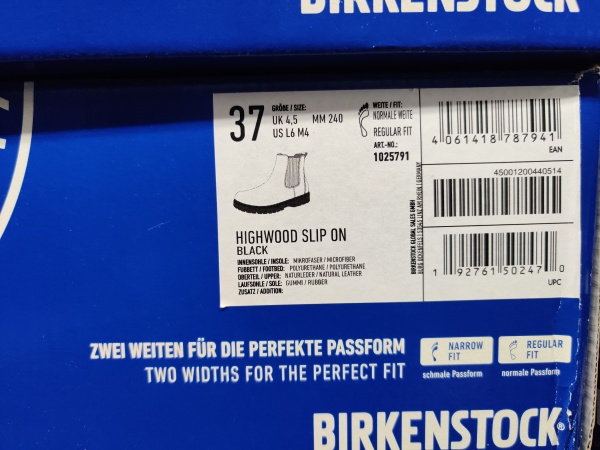 BIRKENSTOCK
37
GRÖßE / SIZE:
UK 4,5 MM 240
US L6 M4
WEITE / FIT:
NORMALE WEITE
REGULAR FIT
ART.-NO.:
1025791
HIGHWOOD SLIP ON
BLACK
INNENSOHLE / INSOLE: MIKROFASER / MICROFIBER
FUßBETT / FOOTBED: POLYURETHANE / POLYURETHANE
OBERTEIL / UPPER: NATURLEDER / NATURAL LEATHER
LAUFSOHLE / SOLE: GUMMI / RUBBER
ZUSATZ / ADDITION:
BIRKENSTOCK GLOBAL SALES GMBH
4 061418 787941
EAN
45001200440514
1 92761 50247 0
UPC
ZWEI WEITEN FÜR DIE PERFEKTE PASSFORM
TWO WIDTHS FOR THE PERFECT FIT
NARROW FIT
schmale Passform
REGULAR FIT
normale Passform
BIRKENSTOCK®